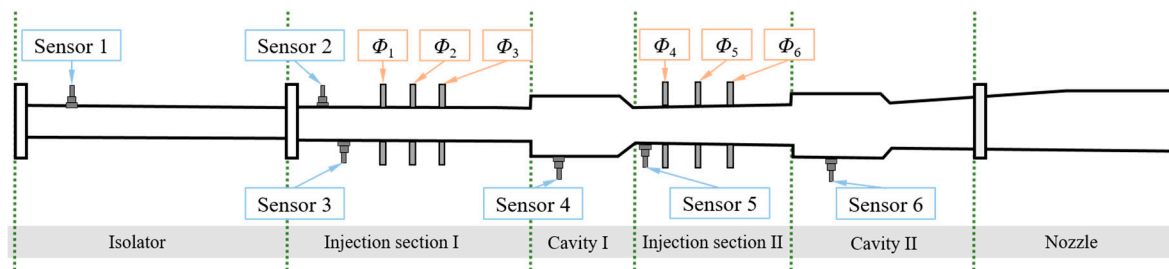 Sensor 1
Sensor 2
Φ1
Φ2
Φ3
Φ4
Φ5
Φ6
Sensor 3
Sensor 4
Sensor 5
Sensor 6
Isolator
Injection section I
Cavity I
Injection section II
Cavity II
Nozzle